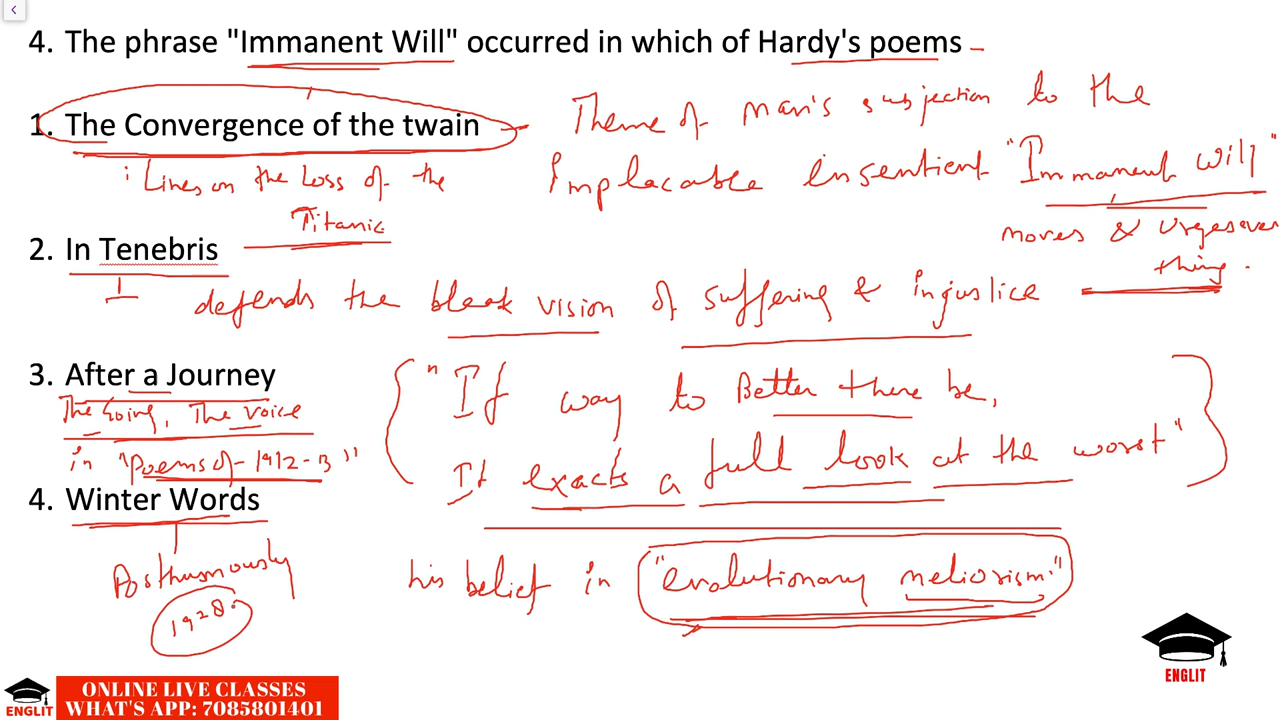 4. The phrase "Immanent Will" occurred in which of Hardy's poems -
1. The Convergence of the twain
Theme of Man's subjection to the
Implacable insentient "Immanent will"
moves & urges every
thing.
: Lines on the Loss of the
Titanic
2. In Tenebris
defends the bleak vision of suffering & injustice
3. After a Journey
The Going, The Voice
in "Poems of 1912-13"
"If way to Better there be,
It exacts a full look at the worst"
4. Winter Words
Posthumously
1928.
his belief in "evolutionary meliorism."
ENGLIT
ENGLIT
ONLINE LIVE CLASSES
WHAT'S APP: 7085801401